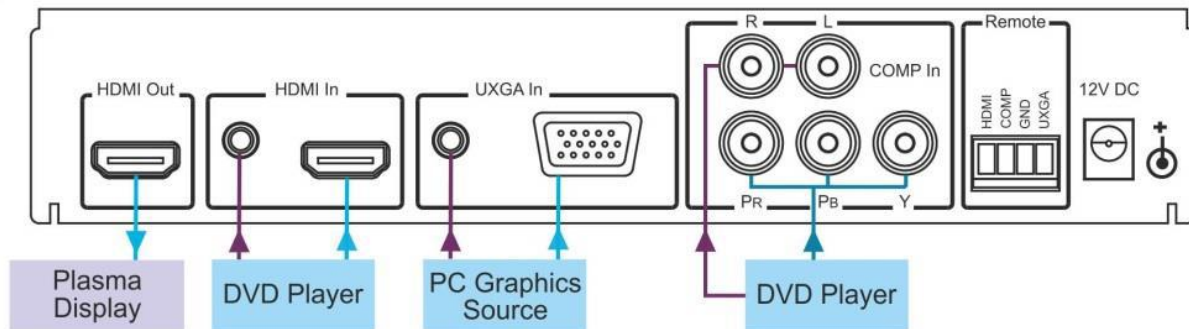 R
L
Remote
HDMI Out
HDMI In
UXGA In
COMP In
12V DC
HDMI
COMP
GND
UXGA
+
PR
PB
Y
Plasma
Display
DVD Player
PC Graphics
Source
DVD Player